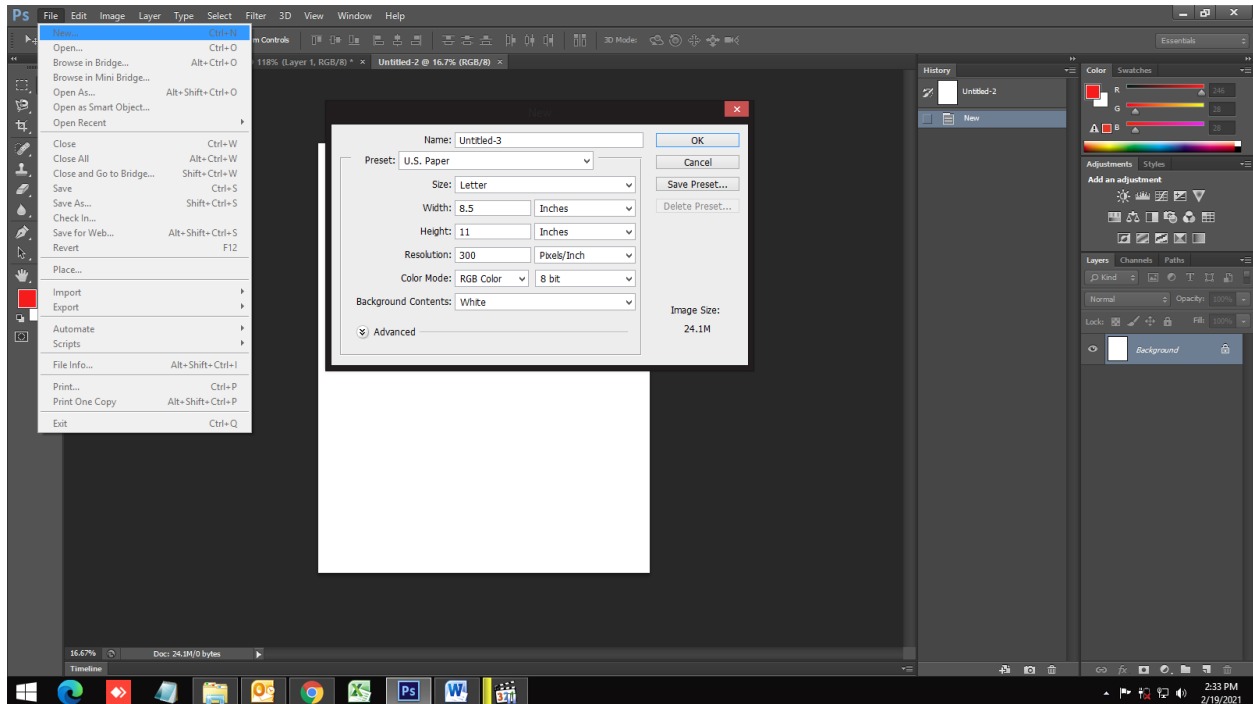 Ps File Edit Image Layer Type Select Filter 3D View Window Help
m Controls 3D Mode: Essentials
118% (Layer 1, RGB/8) * × Untitled-2 @ 16.7% (RGB/8) ×
New... Ctrl+N
Open... Ctrl+O
Browse in Bridge... Alt+Ctrl+O
Browse in Mini Bridge...
Open As... Alt+Shift+Ctrl+O
Open as Smart Object...
Open Recent
Close Ctrl+W
Close All Alt+Ctrl+W
Close and Go to Bridge... Shift+Ctrl+W
Save Ctrl+S
Save As... Shift+Ctrl+S
Check In...
Save for Web... Alt+Shift+Ctrl+S
Revert F12
Place...
Import
Export
Automate
Scripts
File Info... Alt+Shift+Ctrl+I
Print... Ctrl+P
Print One Copy Alt+Shift+Ctrl+P
Exit Ctrl+Q
New
Name: Untitled-3 OK
Preset: U.S. Paper Cancel
Size: Letter Save Preset...
Width: 8.5 Inches Delete Preset...
Height: 11 Inches
Resolution: 300 Pixels/Inch
Color Mode: RGB Color 8 bit
Background Contents: White
Image Size:
24.1M
Advanced
History
Untitled-2
New
Color Swatches
R 246
G 28
B 28
Adjustments Styles
Add an adjustment
Layers Channels Paths
Kind
Normal Opacity: 100%
Lock: Fill: 100%
Background
16.67% Doc: 24.1M/0 bytes
Timeline
Ps
2:33 PM
2/19/2021